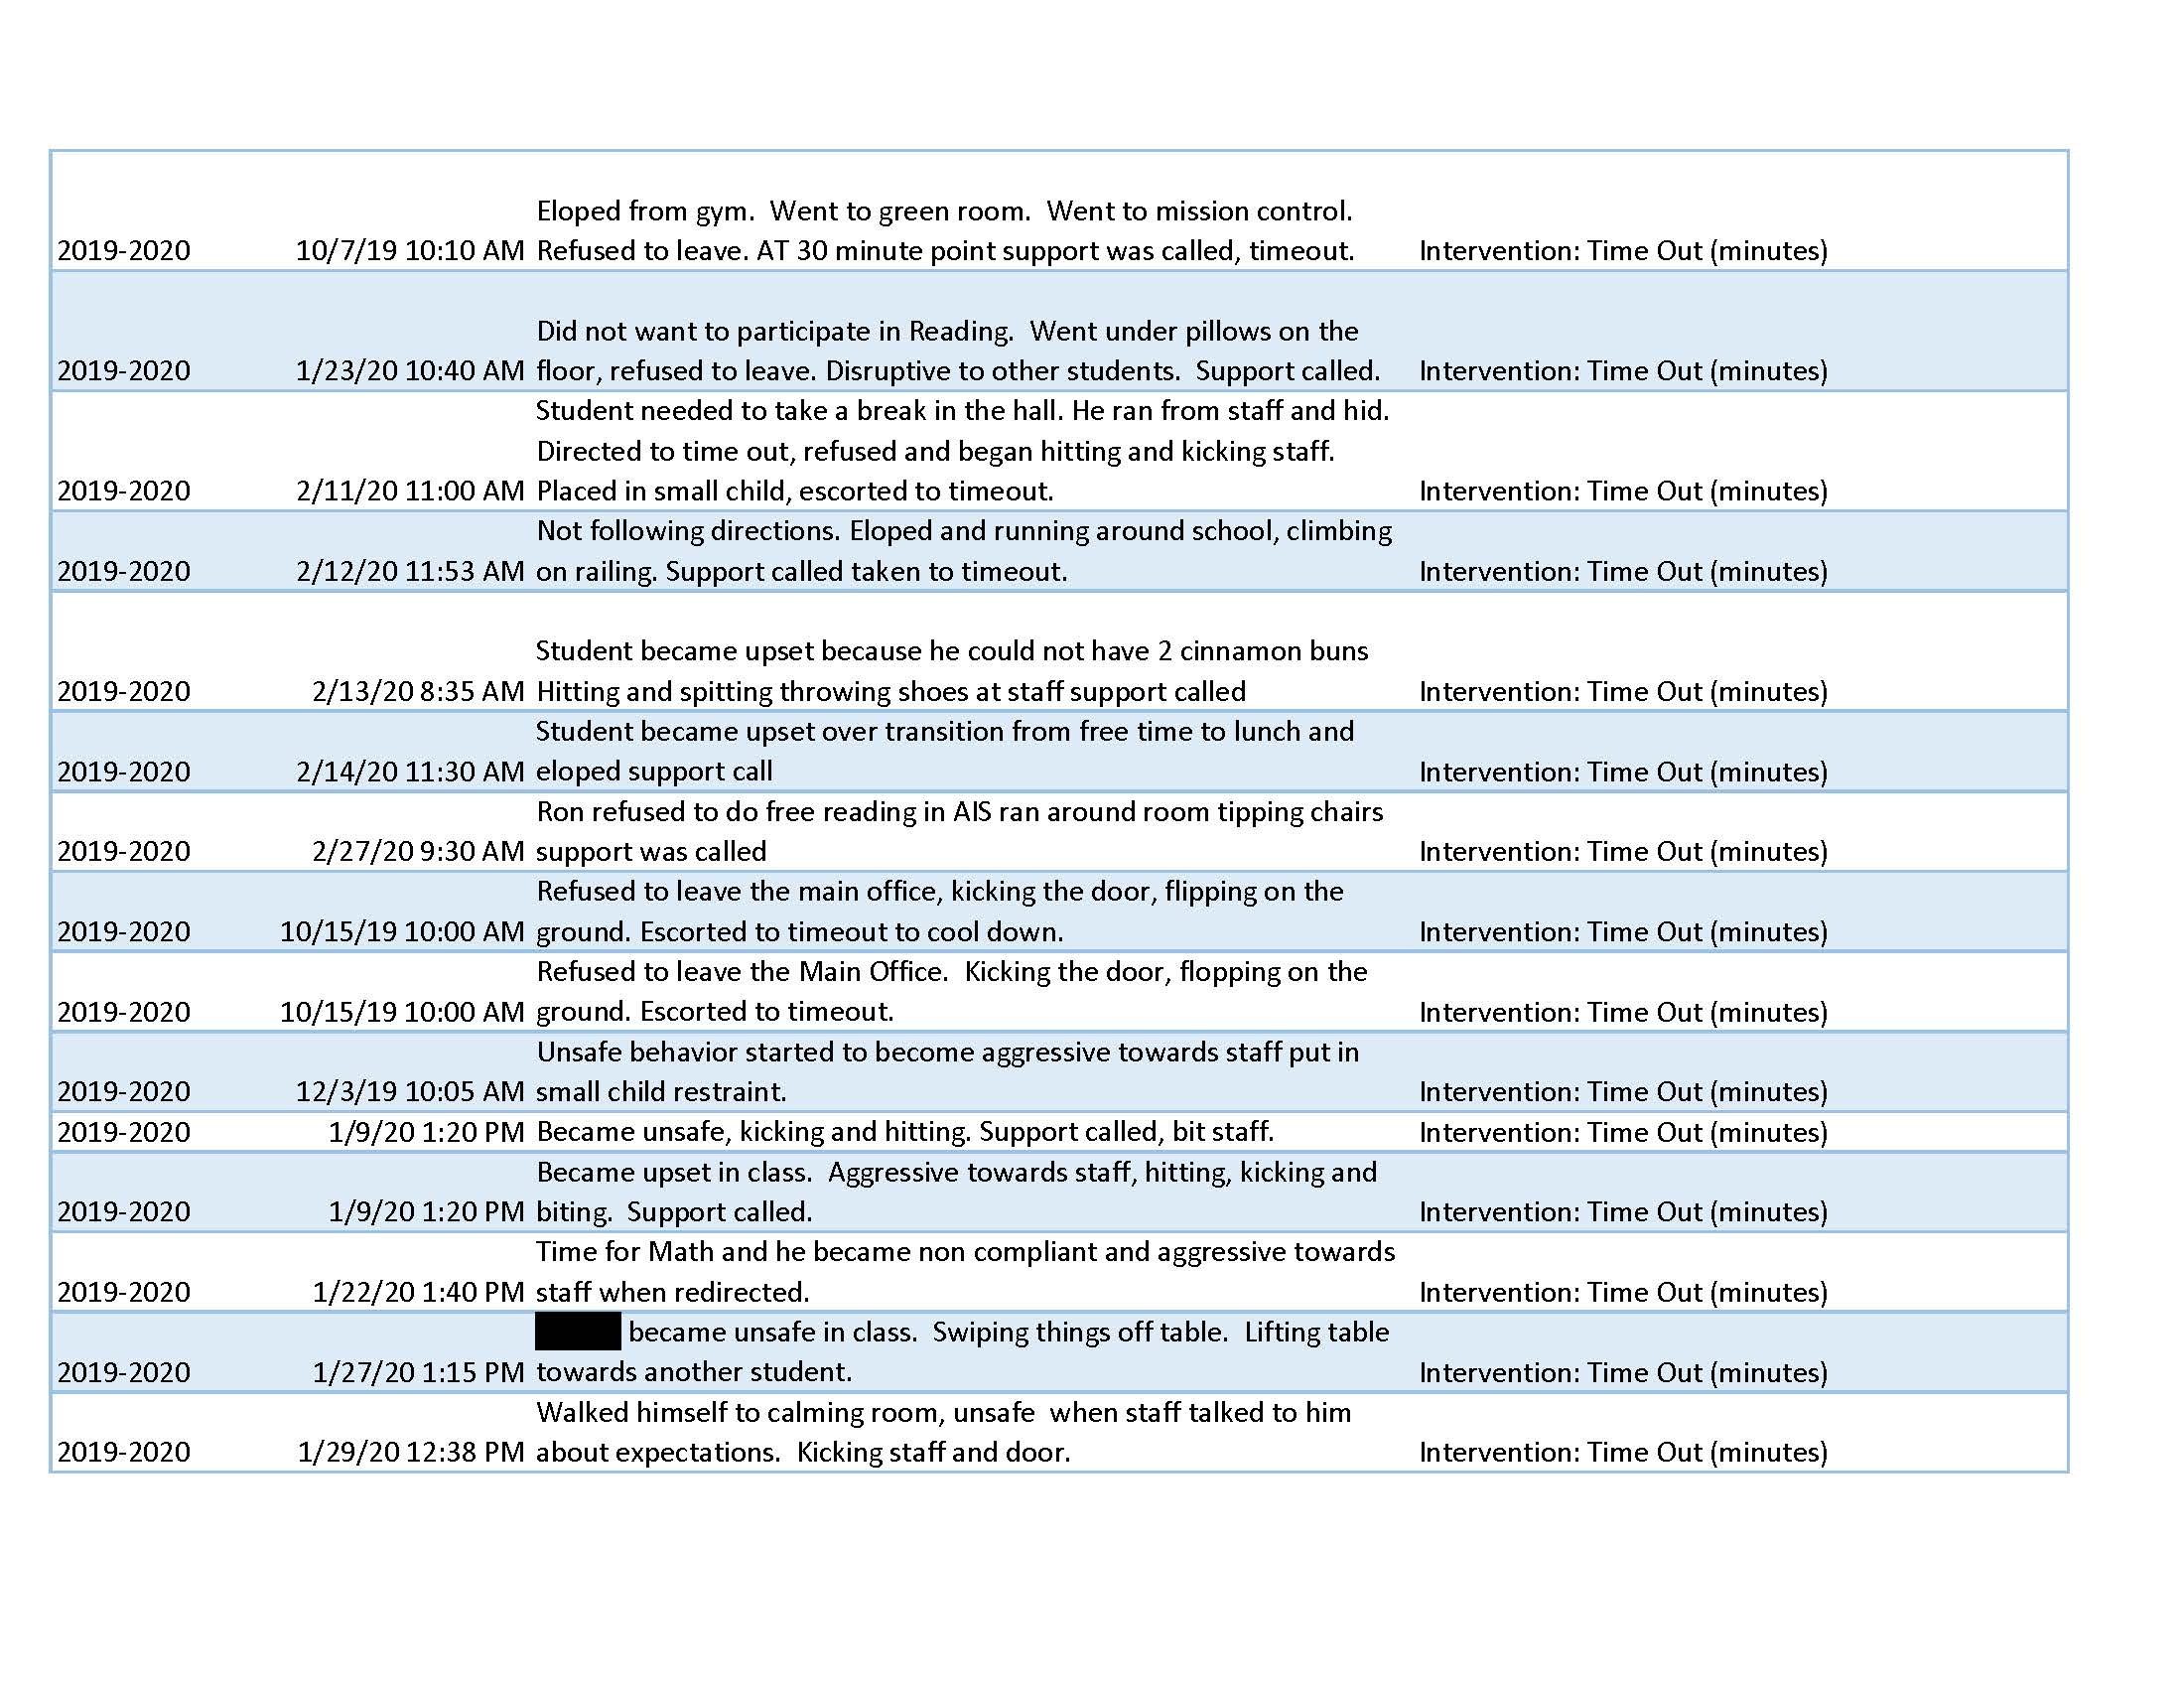 Eloped from gym.  Went to green room.  Went to mission control.
2019-2020 10/7/19 10:10 AM Refused to leave. AT 30 minute point support was called, timeout. Intervention: Time Out (minutes)
Did not want to participate in Reading.  Went under pillows on the
2019-2020 1/23/20 10:40 AM floor, refused to leave. Disruptive to other students.  Support called. Intervention: Time Out (minutes)
Student needed to take a break in the hall. He ran from staff and hid.
Directed to time out, refused and began hitting and kicking staff.
2019-2020 2/11/20 11:00 AM Placed in small child, escorted to timeout. Intervention: Time Out (minutes)
Not following directions. Eloped and running around school, climbing
2019-2020 2/12/20 11:53 AM on railing. Support called taken to timeout. Intervention: Time Out (minutes)
Student became upset because he could not have 2 cinnamon buns
2019-2020 2/13/20 8:35 AM Hitting and spitting throwing shoes at staff support called Intervention: Time Out (minutes)
Student became upset over transition from free time to lunch and
2019-2020 2/14/20 11:30 AM eloped support call Intervention: Time Out (minutes)
Ron refused to do free reading in AIS ran around room tipping chairs
2019-2020 2/27/20 9:30 AM support was called Intervention: Time Out (minutes)
Refused to leave the main office, kicking the door, flipping on the
2019-2020 10/15/19 10:00 AM ground. Escorted to timeout to cool down. Intervention: Time Out (minutes)
Refused to leave the Main Office.  Kicking the door, flopping on the
2019-2020 10/15/19 10:00 AM ground. Escorted to timeout. Intervention: Time Out (minutes)
Unsafe behavior started to become aggressive towards staff put in
2019-2020 12/3/19 10:05 AM small child restraint. Intervention: Time Out (minutes)
2019-2020 1/9/20 1:20 PM Became unsafe, kicking and hitting. Support called, bit staff. Intervention: Time Out (minutes)
Became upset in class.  Aggressive towards staff, hitting, kicking and
2019-2020 1/9/20 1:20 PM biting.  Support called. Intervention: Time Out (minutes)
Time for Math and he became non compliant and aggressive towards
2019-2020 1/22/20 1:40 PM staff when redirected. Intervention: Time Out (minutes)
became unsafe in class.  Swiping things off table.  Lifting table
2019-2020 1/27/20 1:15 PM towards another student. Intervention: Time Out (minutes)
Walked himself to calming room, unsafe  when staff talked to him
2019-2020 1/29/20 12:38 PM about expectations.  Kicking staff and door. Intervention: Time Out (minutes)